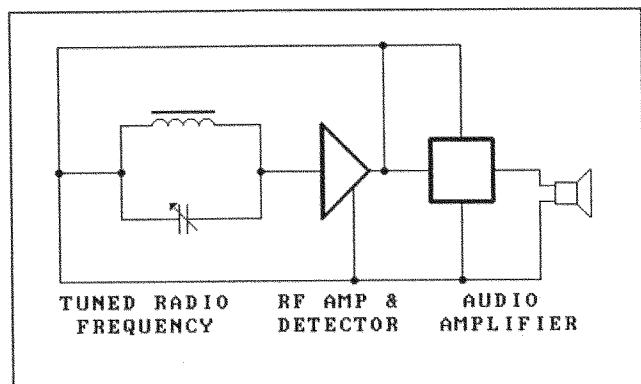 TUNED RADIO
FREQUENCY
RF AMP &
DETECTOR
AUDIO
AMPLIFIER